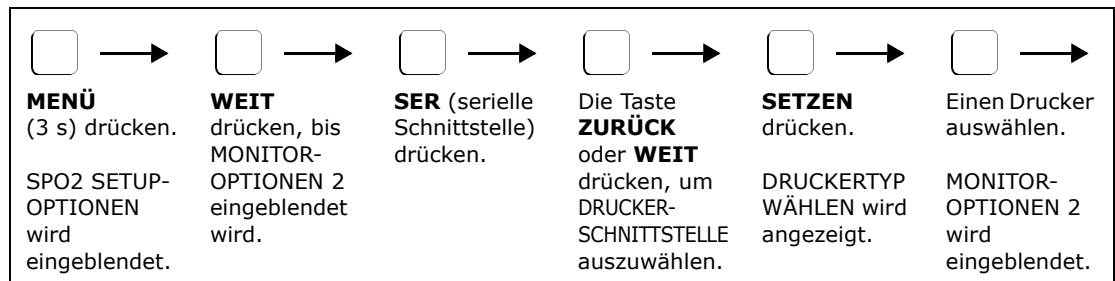 MENÜ
(3 s) drücken.
SPO2 SETUP-
OPTIONEN
wird
eingeblendet.
WEIT
drücken, bis
MONITOR-
OPTIONEN 2
eingeblendet
wird.
SER (serielle
Schnittstelle)
drücken.
Die Taste
ZURÜCK
oder WEIT
drücken, um
DRUCKER-
SCHNITTSTELLE
auszuwählen.
SETZEN
drücken.
DRUCKERTYP
WÄHLEN wird
angezeigt.
Einen Drucker
auswählen.
MONITOR-
OPTIONEN 2
wird
eingeblendet.